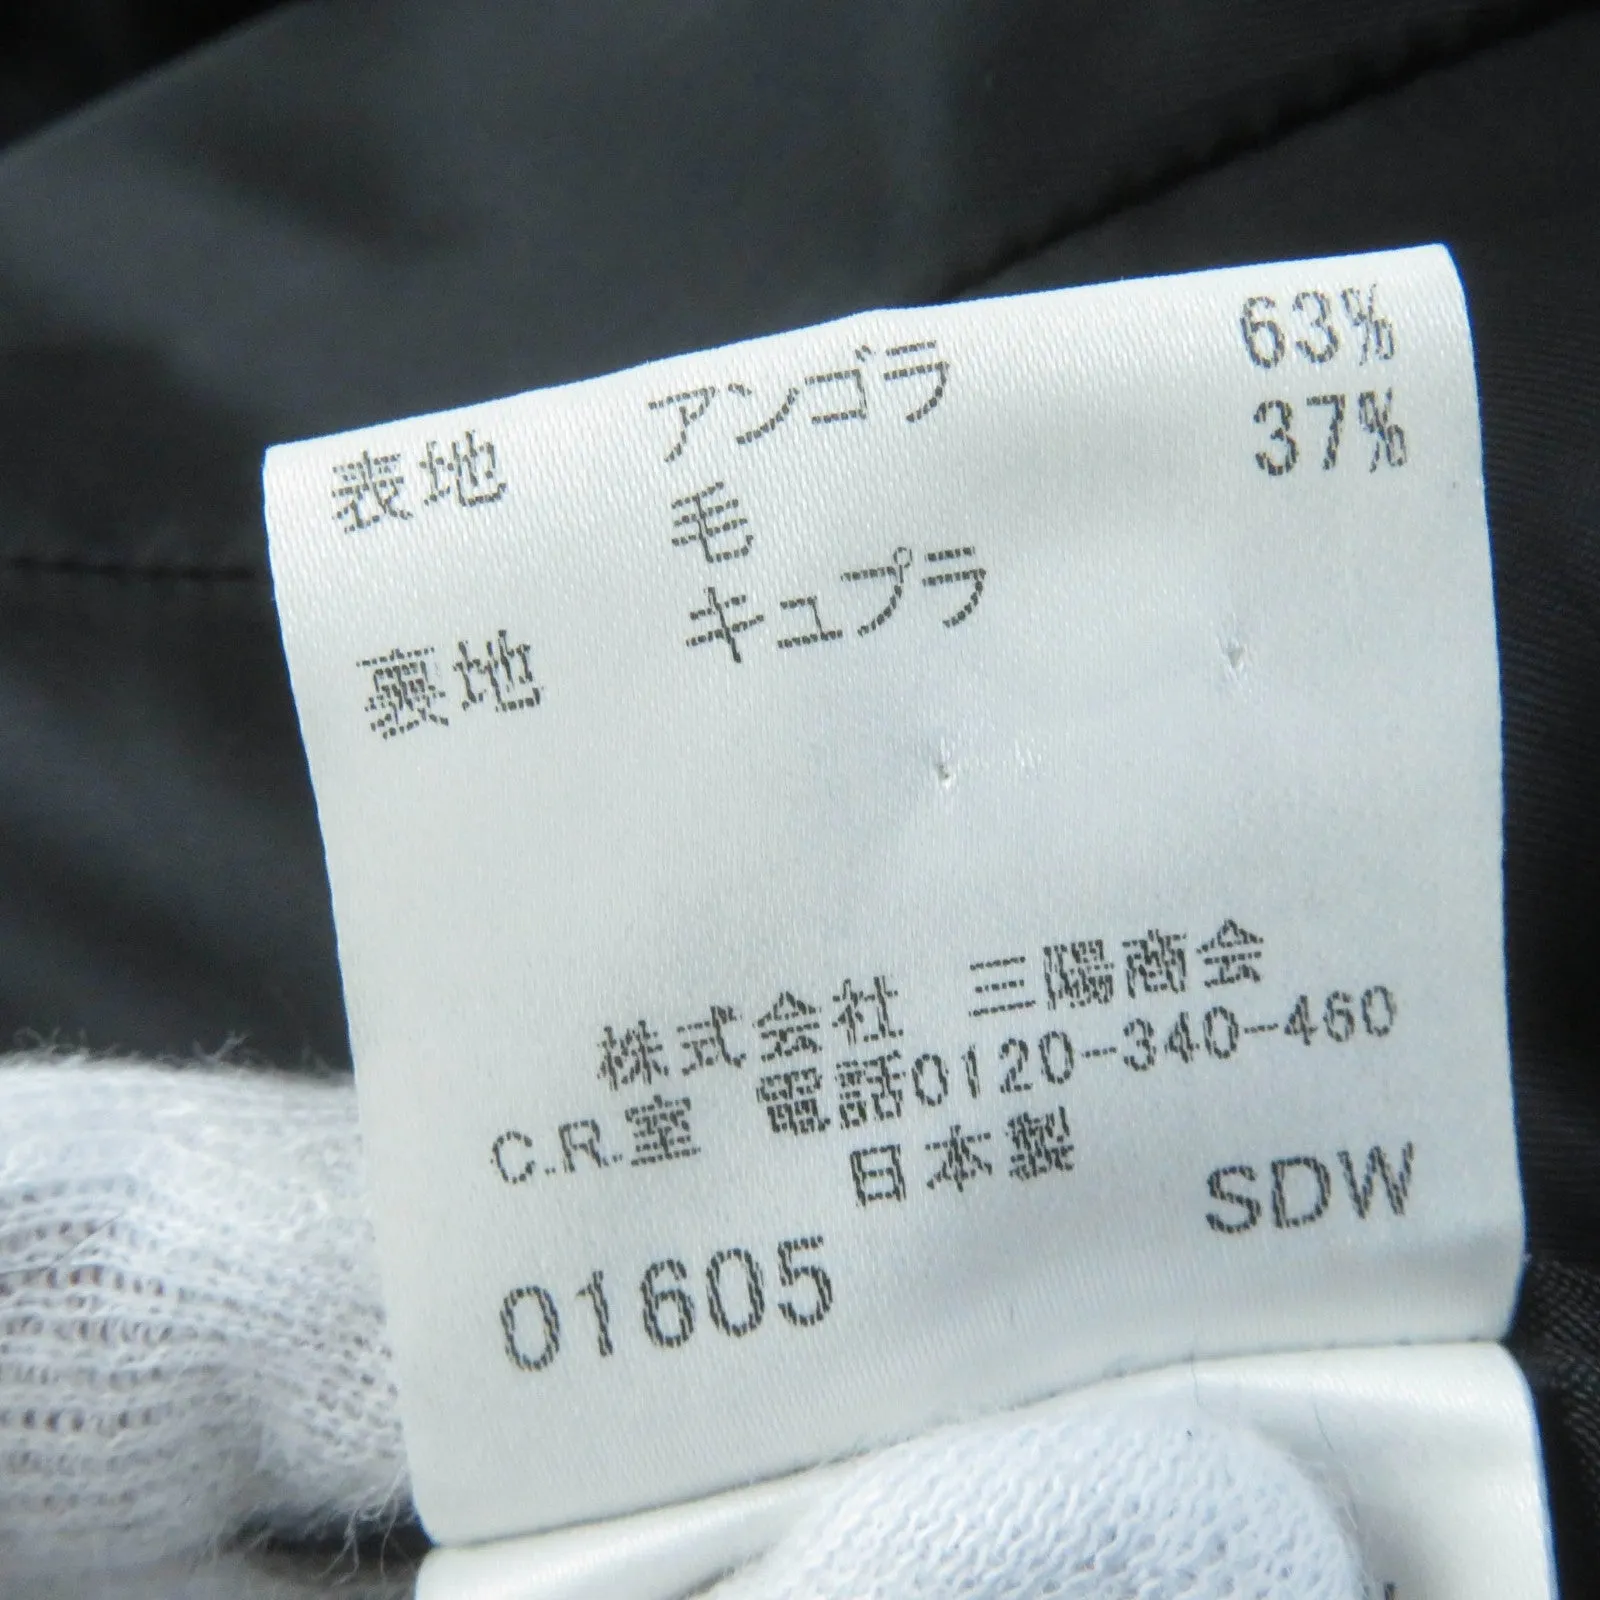 表地 アンゴラ 63%
毛 37%
裏地 キュプラ
株式会社 三陽商会
C.R.室 電話0120-340-460
日本製
01605 SDW